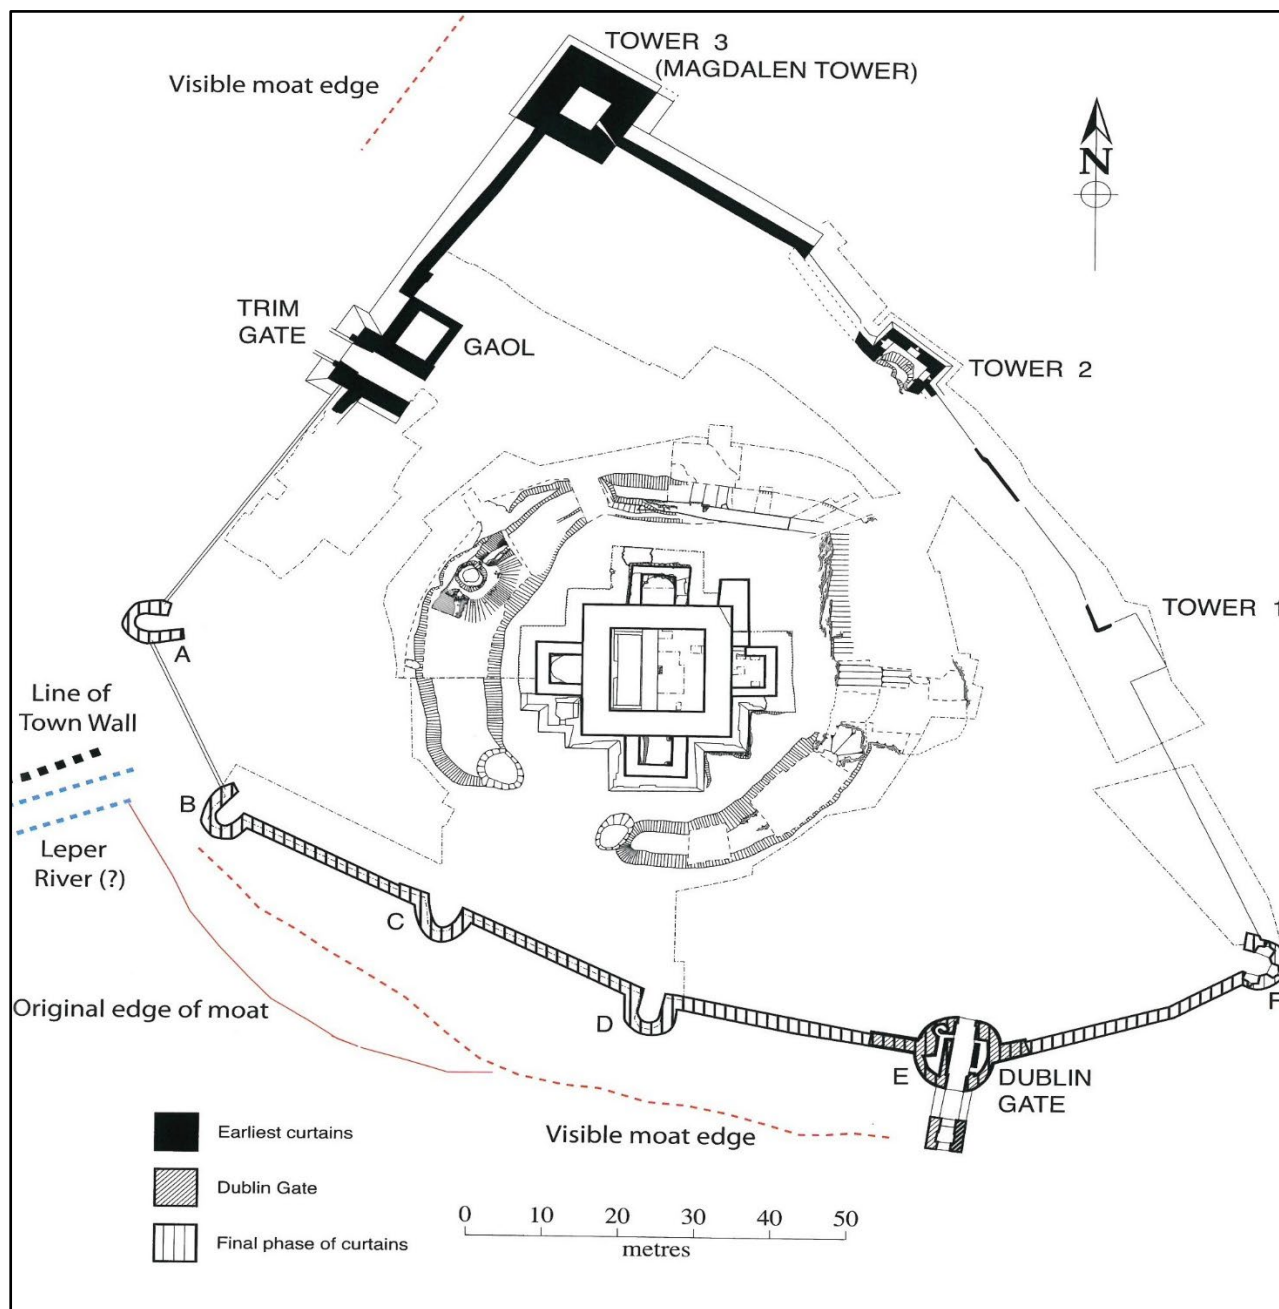 TOWER 3
(MAGDALEN TOWER)
Visible moat edge
N
TRIM
GATE
GAOL
TOWER 2
TOWER 1
A
Line of
Town Wall
B
Leper
River (?)
C
Original edge of moat
D
E
DUBLIN
GATE
F
Visible moat edge
Earliest curtains
Dublin Gate
Final phase of curtains
0 10 20 30 40 50
metres